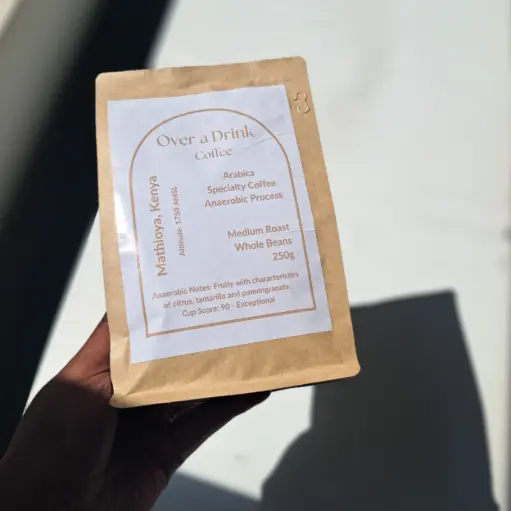 Over a Drink
Coffee
Mathioya, Kenya
Altitude: 1750 AMSL
Arabica
Specialty Coffee
Anaerobic Process
Medium Roast
Whole Beans
250g
Anaerobic Notes: Fruity with characteristics
of citrus, tamarillo and pomengranate.
Cup Score: 90 - Exceptional